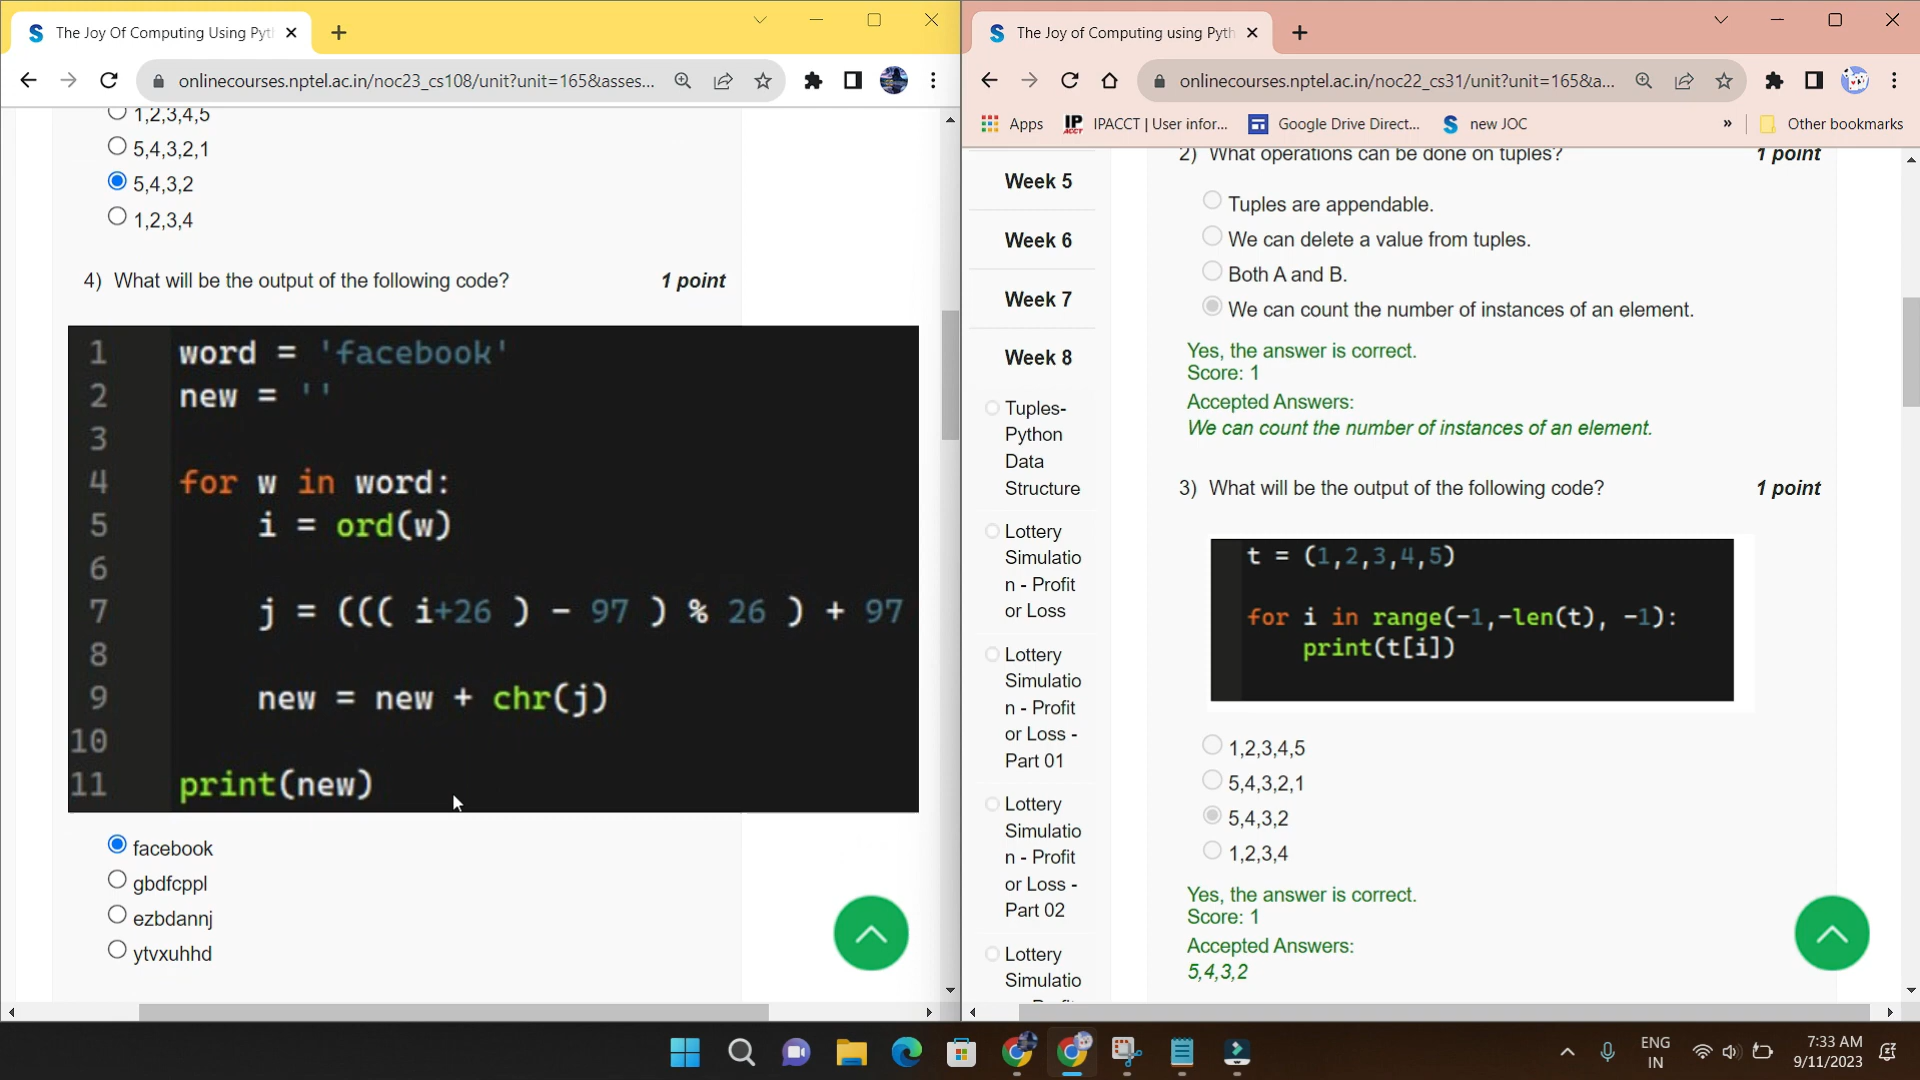 The Joy Of Computing Using Pyt
onlinecourses.nptel.ac.in/noc23_cs108/unit?unit=165&asses...
1,2,3,4,5
5,4,3,2,1
5,4,3,2
1,2,3,4
4) What will be the output of the following code? 1 point
1 word = 'facebook'
2 new = ''
3
4 for w in word:
5 i = ord(w)
6
7 j = ((( i+26 ) - 97 ) % 26 ) + 97
8
9 new = new + chr(j)
10
11 print(new)
facebook
gbdfcppl
ezbdannj
ytvxuhhd
The Joy of Computing using Pyth
onlinecourses.nptel.ac.in/noc22_cs31/unit?unit=165&a...
Apps IP ACCT IPACCT | User infor... Google Drive Direct... new JOC » Other bookmarks
Week 5
Week 6
Week 7
Week 8
Tuples-
Python
Data
Structure
Lottery
Simulatio
n - Profit
or Loss
Lottery
Simulatio
n - Profit
or Loss -
Part 01
Lottery
Simulatio
n - Profit
or Loss -
Part 02
Lottery
Simulatio
2) What operations can be done on tuples? 1 point
Tuples are appendable.
We can delete a value from tuples.
Both A and B.
We can count the number of instances of an element.
Yes, the answer is correct.
Score: 1
Accepted Answers:
We can count the number of instances of an element.
3) What will be the output of the following code? 1 point
t = (1,2,3,4,5)
for i in range(-1,-len(t), -1):
print(t[i])
1,2,3,4,5
5,4,3,2,1
5,4,3,2
1,2,3,4
Yes, the answer is correct.
Score: 1
Accepted Answers:
5,4,3,2
ENG
IN
7:33 AM
9/11/2023